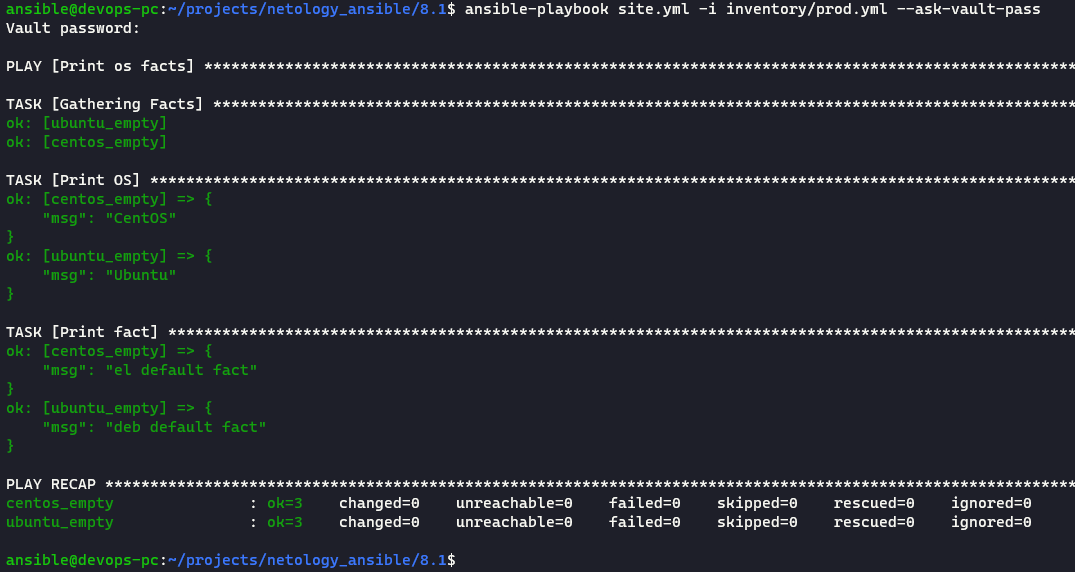 ansible@devops-pc:~/projects/netology_ansible/8.1$ ansible-playbook site.yml -i inventory/prod.yml --ask-vault-pass
Vault password:

PLAY [Print os facts] *************************************************************************************************

TASK [Gathering Facts] ************************************************************************************************
ok: [ubuntu_empty]
ok: [centos_empty]

TASK [Print OS] *******************************************************************************************************
ok: [centos_empty] => {
    "msg": "CentOS"
}
ok: [ubuntu_empty] => {
    "msg": "Ubuntu"
}

TASK [Print fact] *****************************************************************************************************
ok: [centos_empty] => {
    "msg": "el default fact"
}
ok: [ubuntu_empty] => {
    "msg": "deb default fact"
}

PLAY RECAP ************************************************************************************************************
centos_empty               : ok=3    changed=0    unreachable=0    failed=0    skipped=0    rescued=0    ignored=0
ubuntu_empty               : ok=3    changed=0    unreachable=0    failed=0    skipped=0    rescued=0    ignored=0

ansible@devops-pc:~/projects/netology_ansible/8.1$